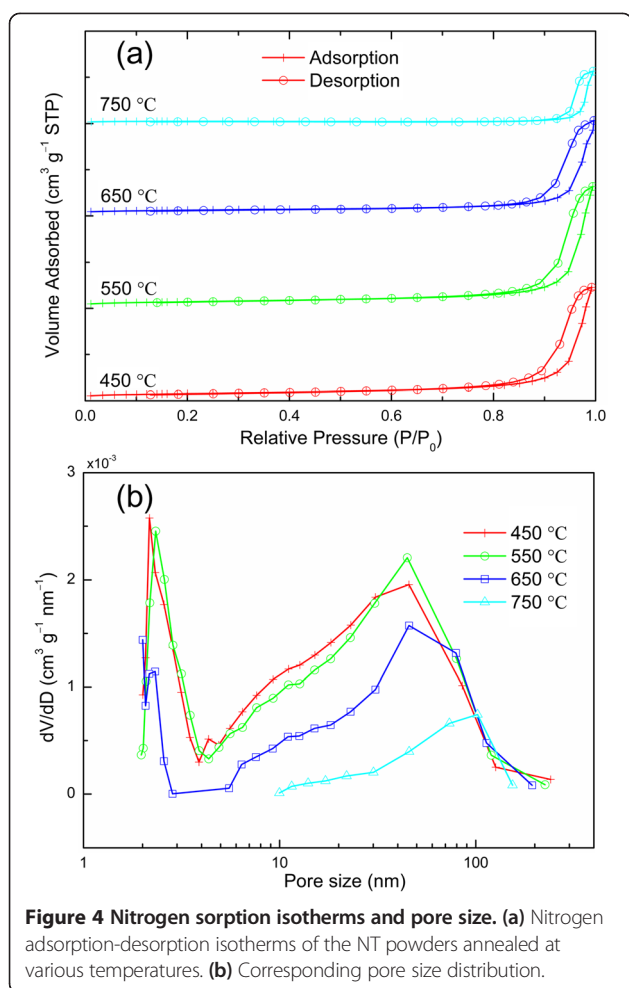 (a)
Adsorption
Desorption
750 °C
650 °C
550 °C
450 °C
Volume Adsorbed (cm³ g⁻¹ STP)
0.0 0.2 0.4 0.6 0.8 1.0
Relative Pressure (P/P₀)
x10⁻³
(b)
3
2
1
0
450 °C
550 °C
650 °C
750 °C
dV/dD (cm³ g⁻¹ nm⁻¹)
1 10 100
Pore size (nm)
Figure 4 Nitrogen sorption isotherms and pore size. (a) Nitrogen
adsorption-desorption isotherms of the NT powders annealed at
various temperatures. (b) Corresponding pore size distribution.